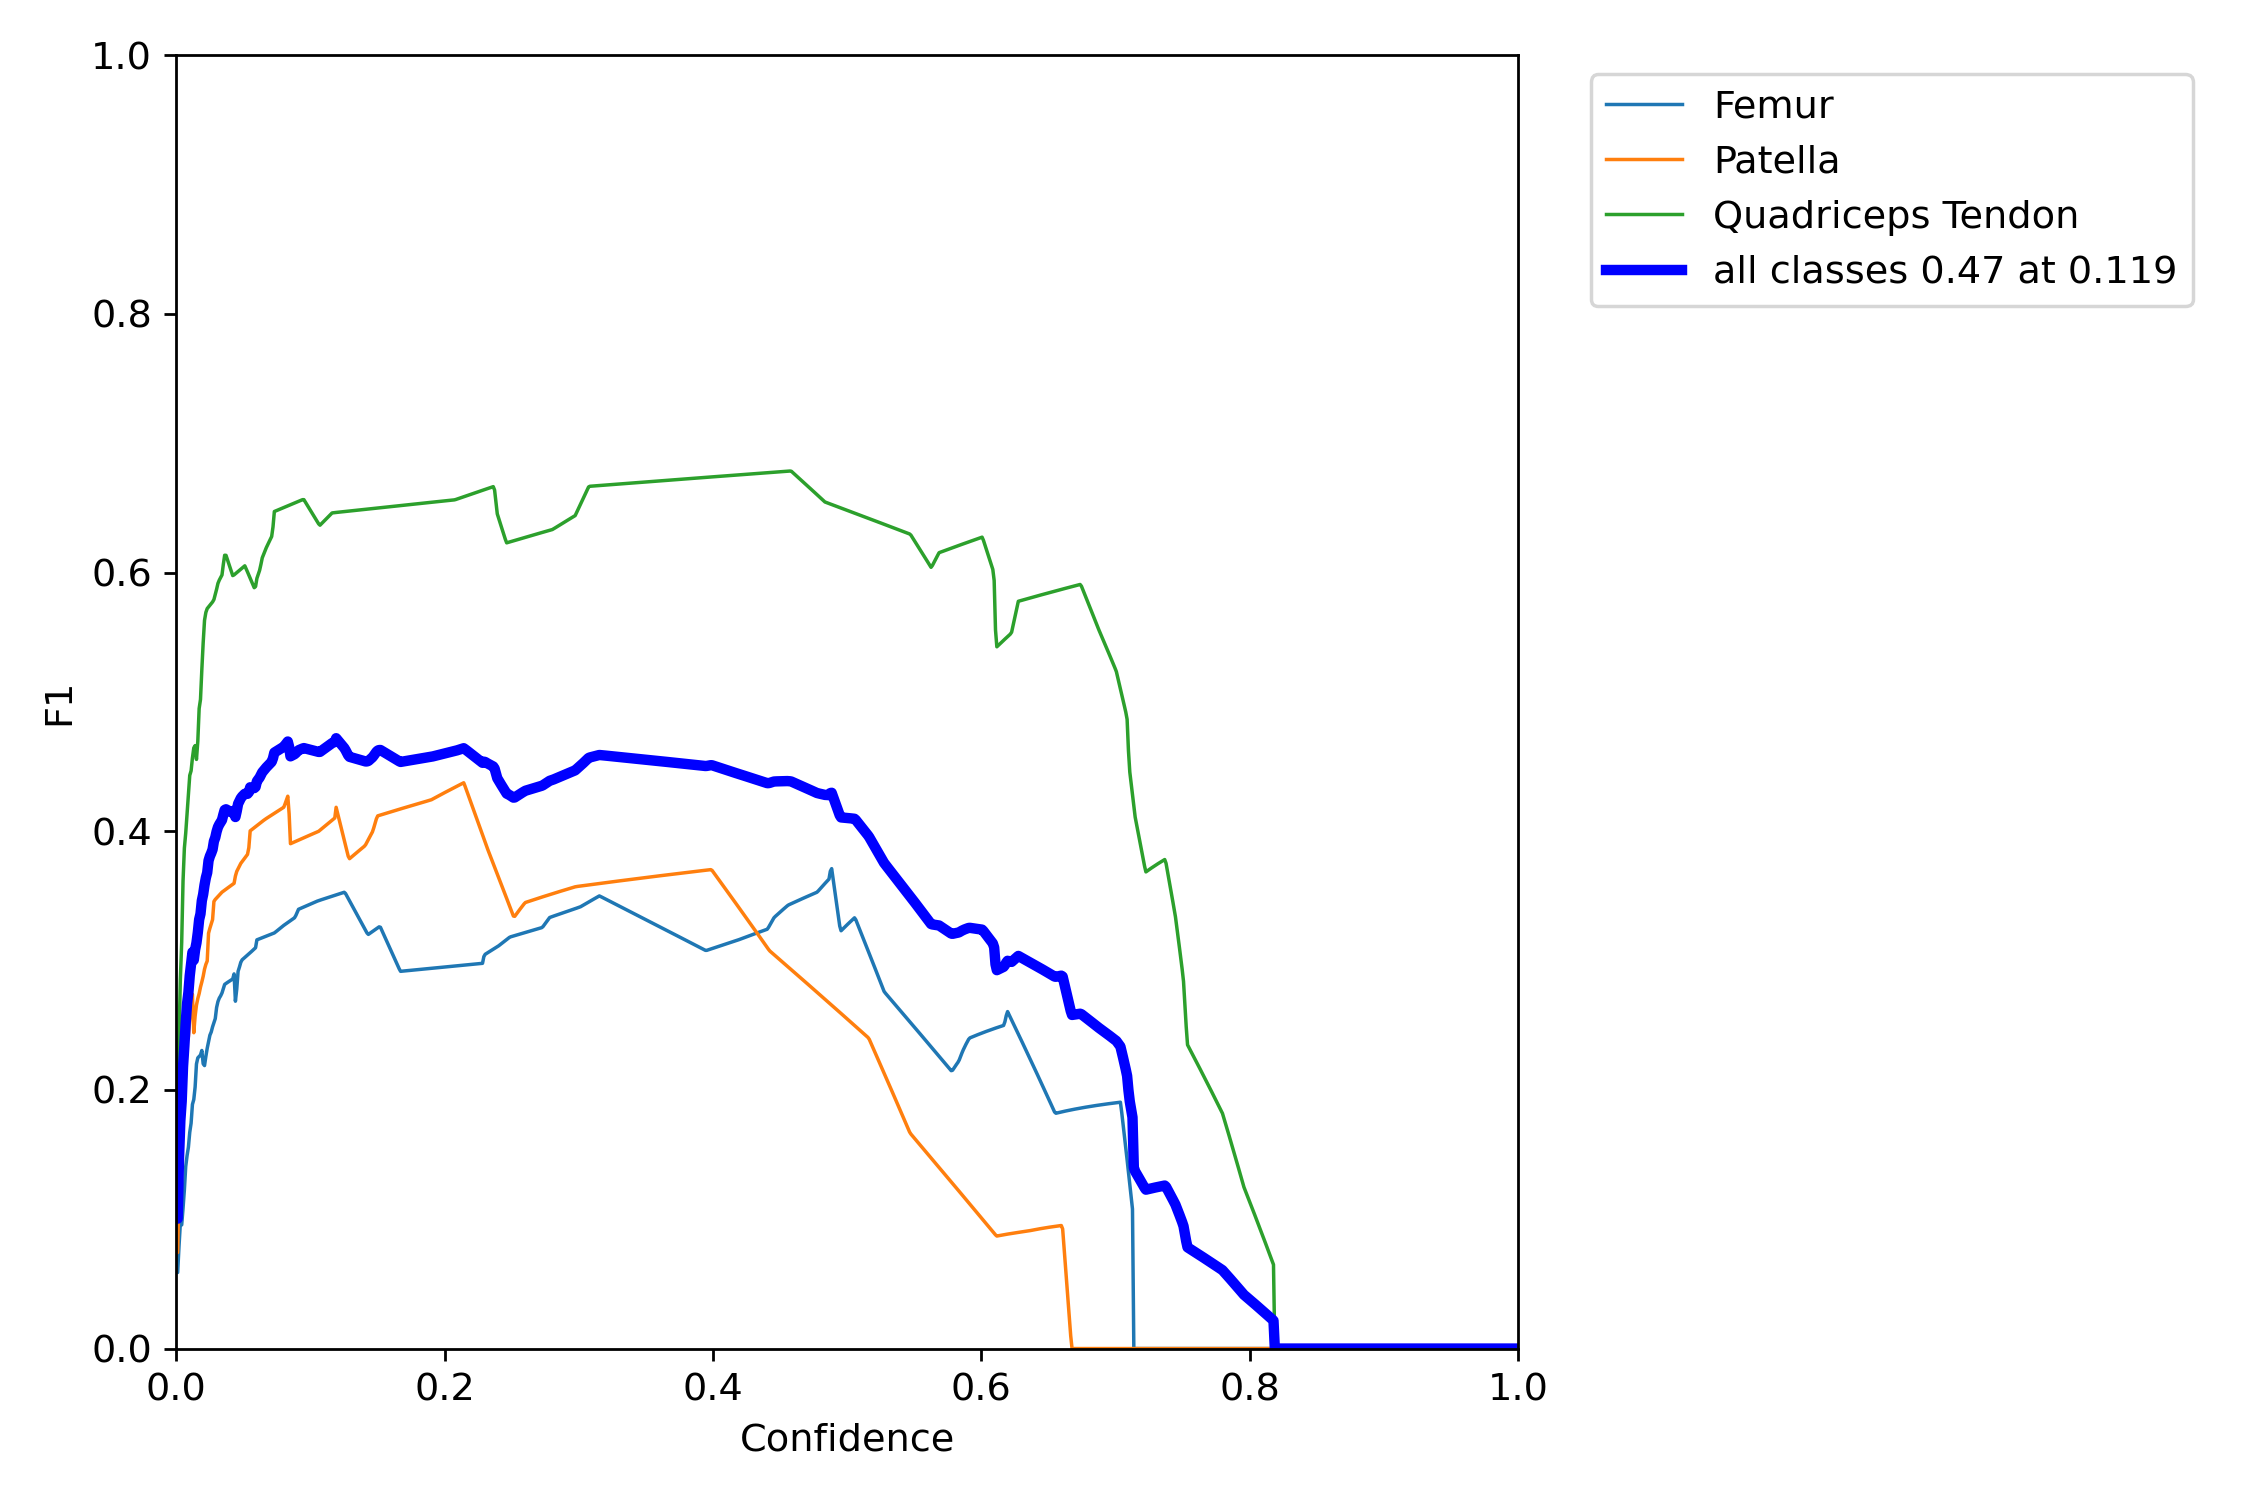 1.0
0.8
0.6
0.4
0.2
0.0
F1
0.0 0.2 0.4 0.6 0.8 1.0
Confidence
Femur
Patella
Quadriceps Tendon
all classes 0.47 at 0.119